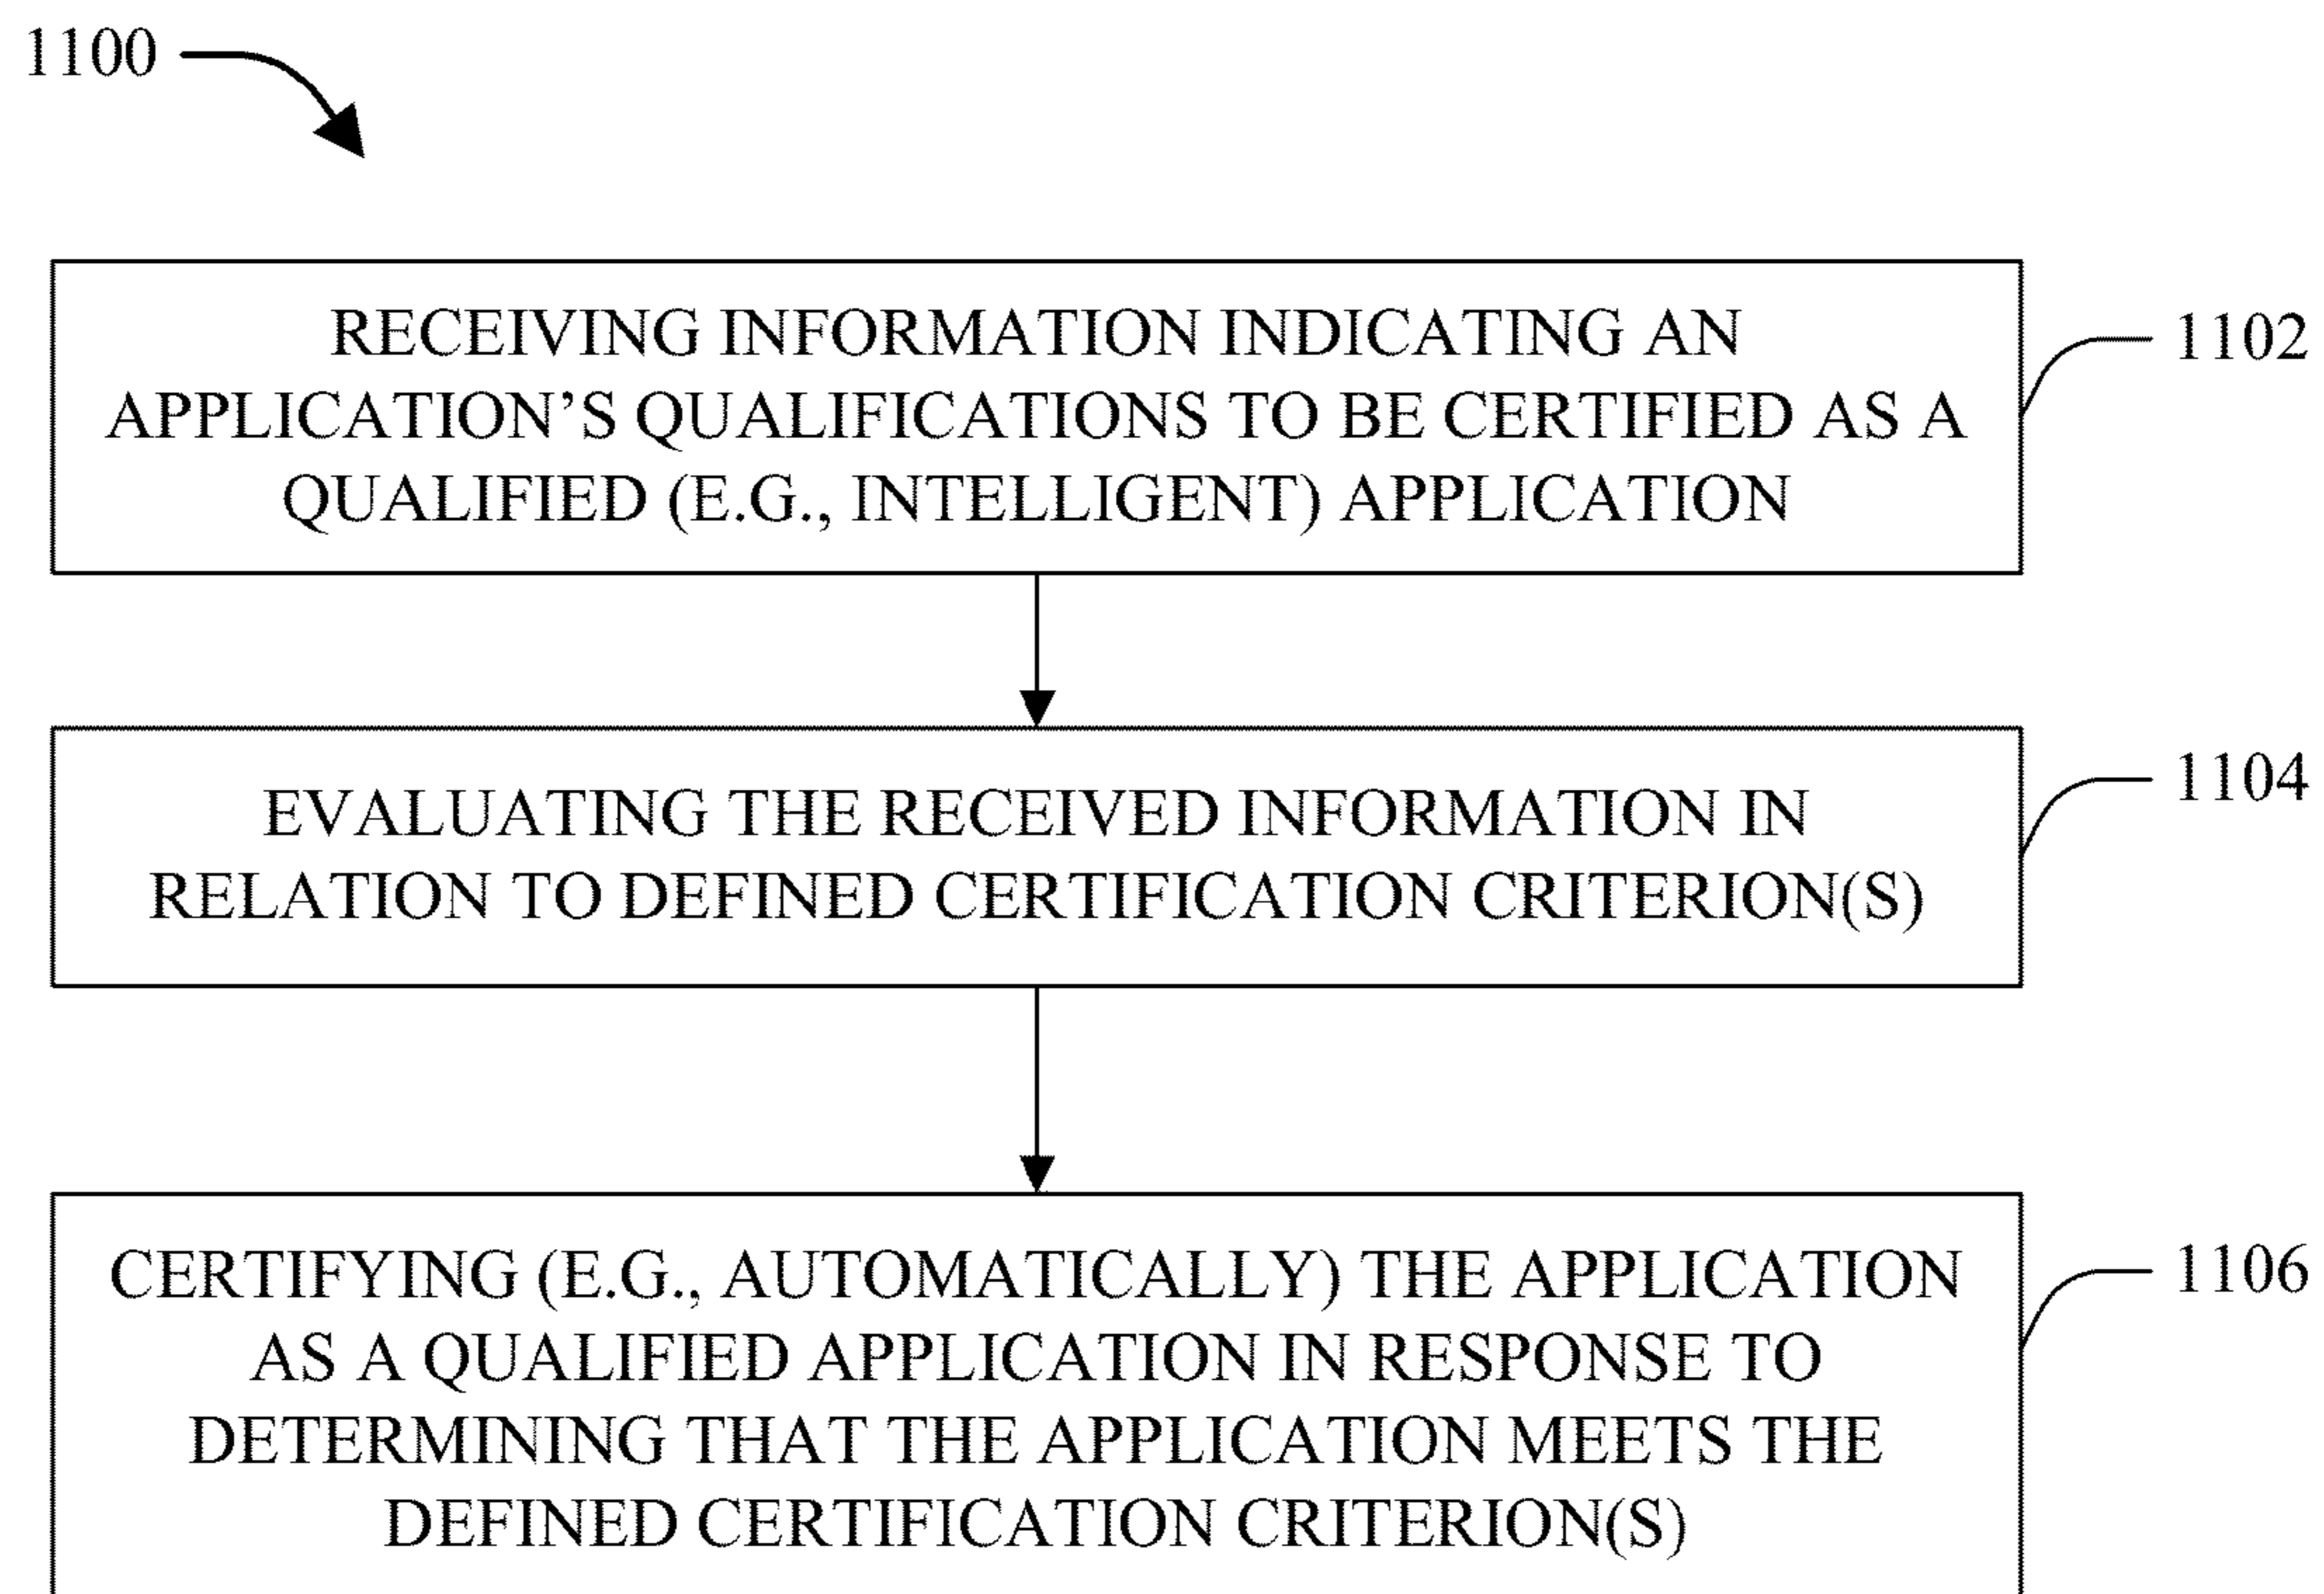 1100
RECEIVING INFORMATION INDICATING AN
APPLICATION’S QUALIFICATIONS TO BE CERTIFIED AS A
QUALIFIED (E.G., INTELLIGENT) APPLICATION
1102
EVALUATING THE RECEIVED INFORMATION IN
RELATION TO DEFINED CERTIFICATION CRITERION(S)
1104
CERTIFYING (E.G., AUTOMATICALLY) THE APPLICATION
AS A QUALIFIED APPLICATION IN RESPONSE TO
DETERMINING THAT THE APPLICATION MEETS THE
DEFINED CERTIFICATION CRITERION(S)
1106